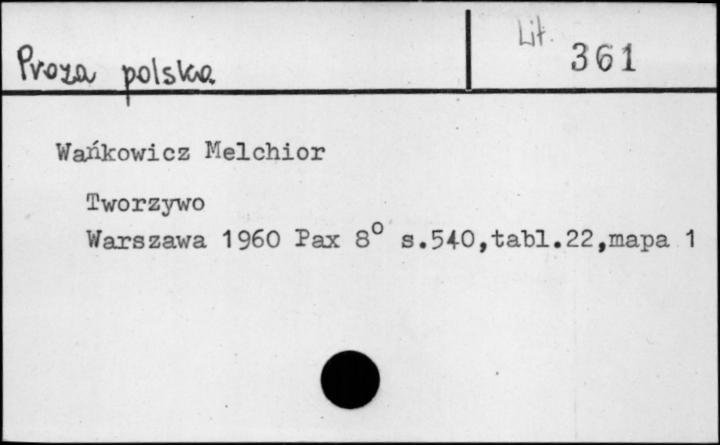 Proza polska
Lit. 361
Wańkowicz Melchior
Tworzywo
Warszawa 1960 Pax 8° s.540,tabl.22,mapa 1